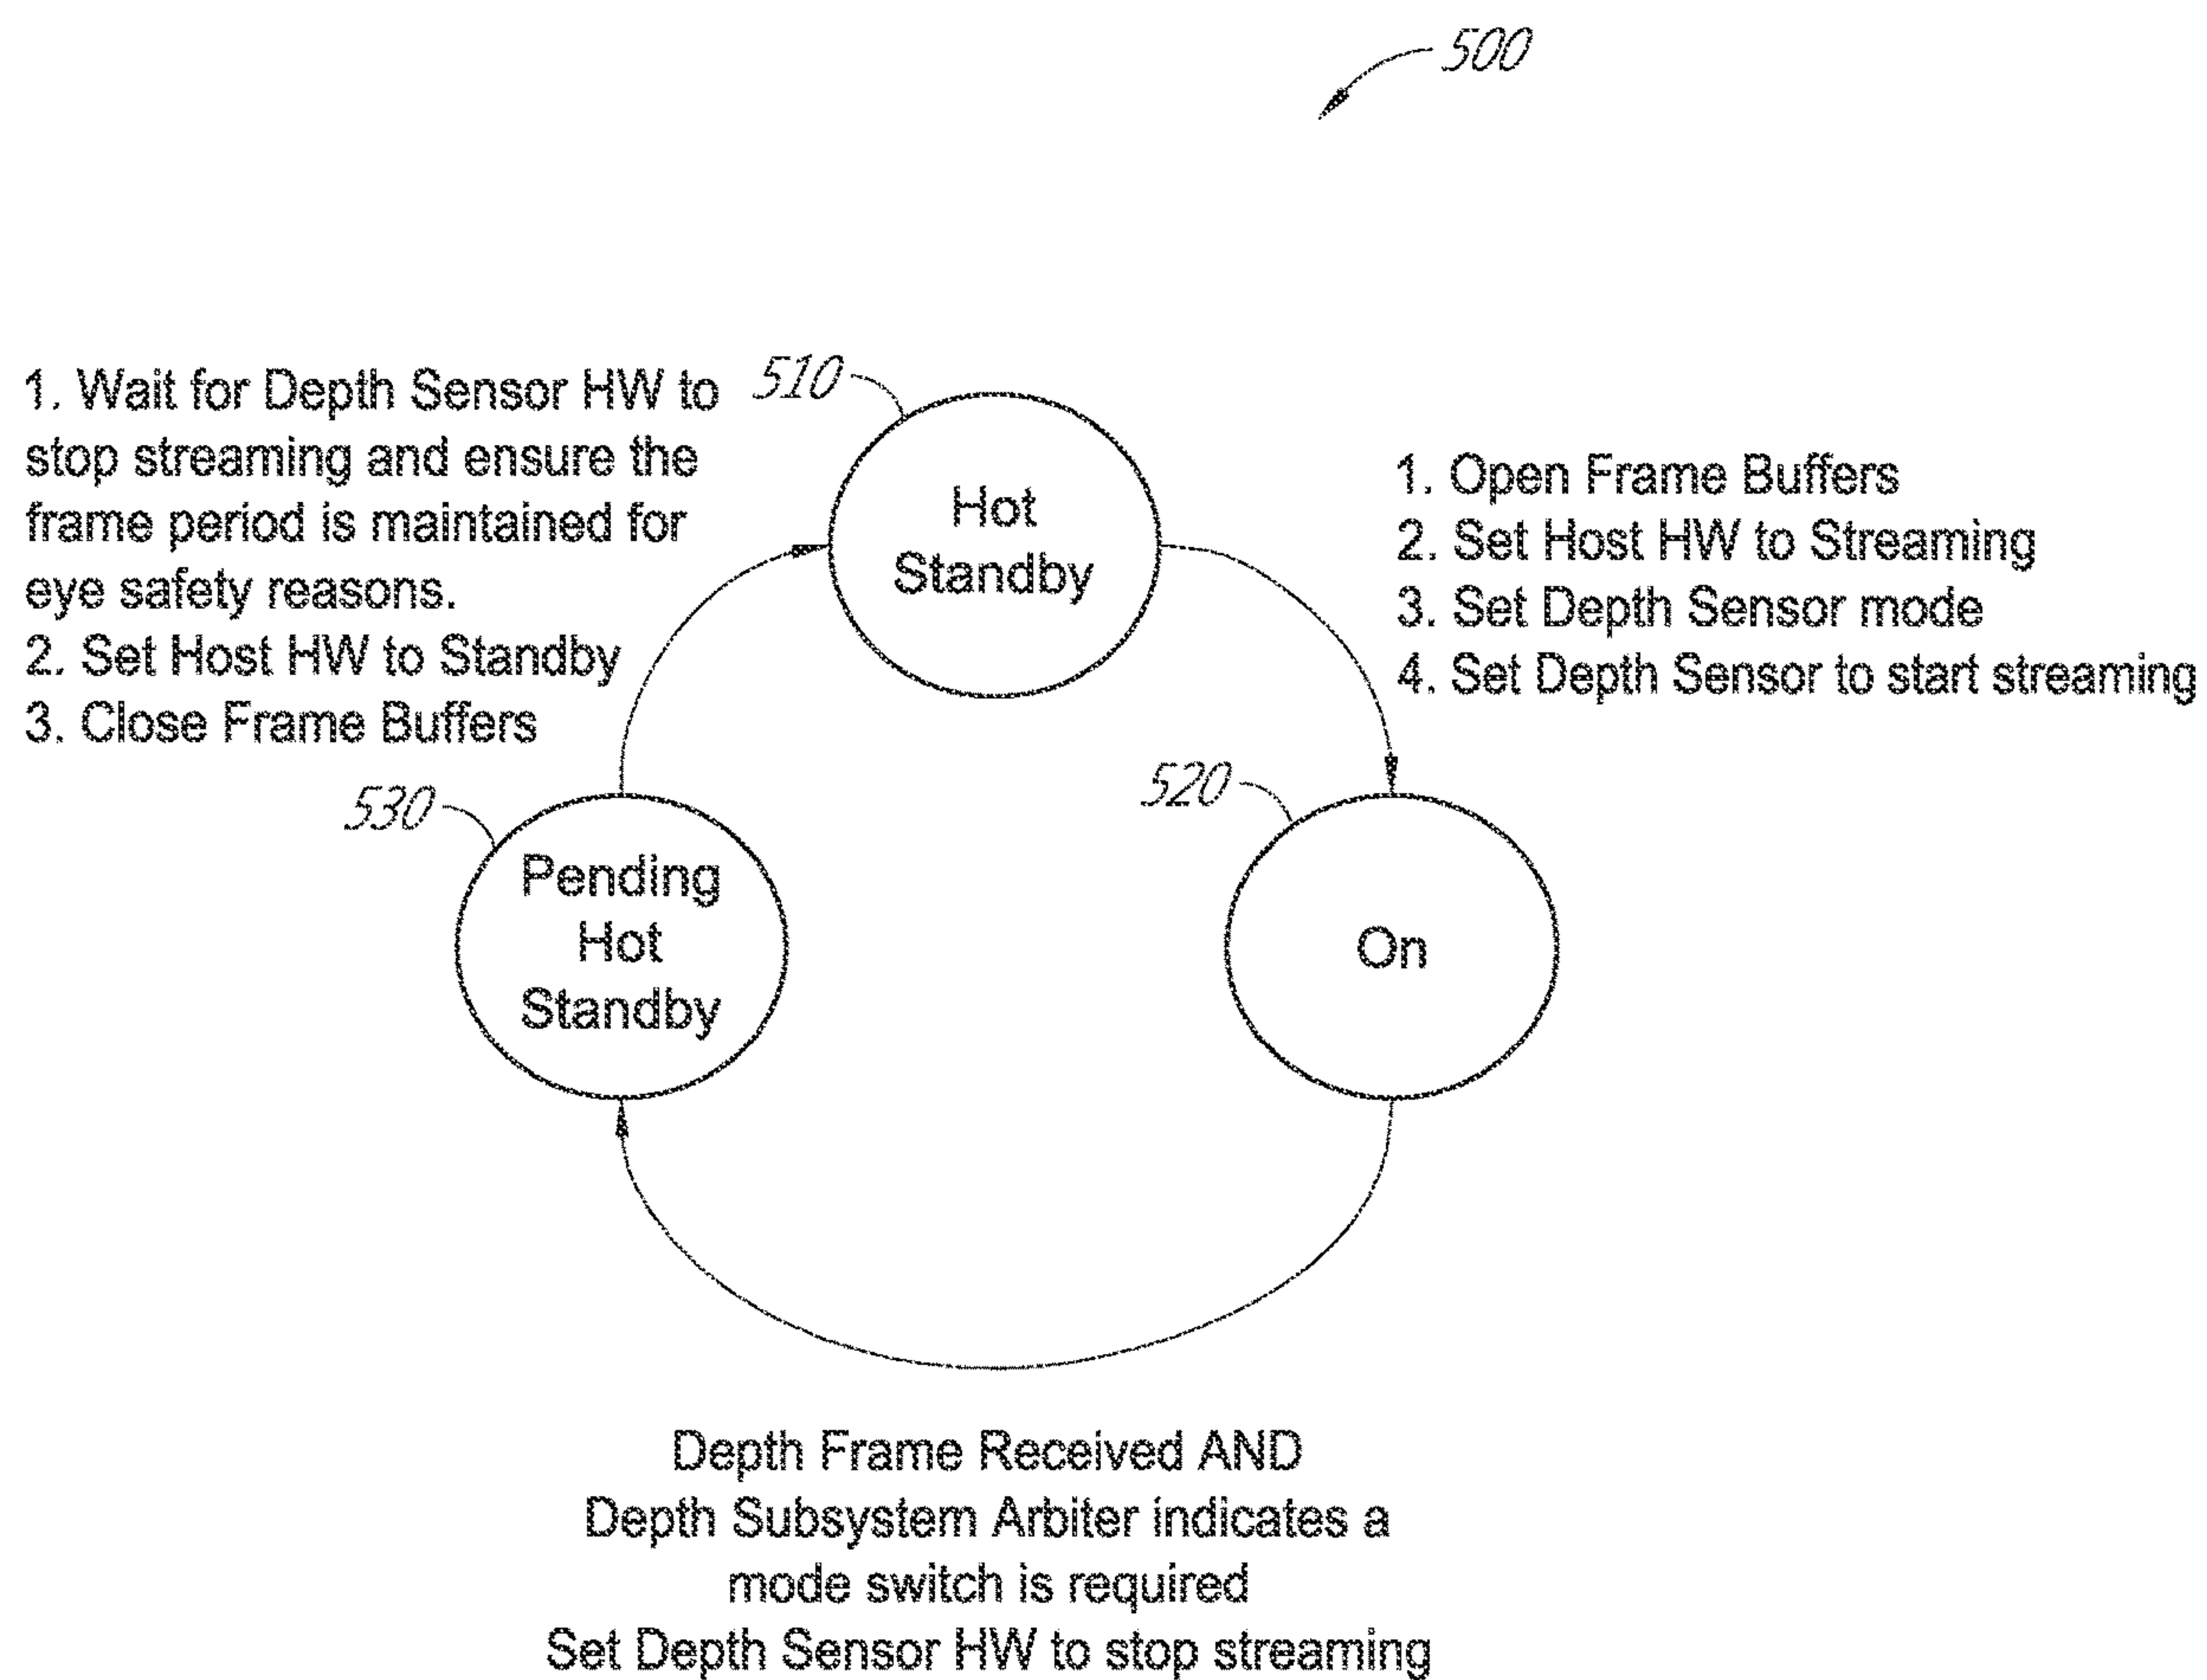 500
1. Wait for Depth Sensor HW to
stop streaming and ensure the
frame period is maintained for
eye safety reasons.
2. Set Host HW to Standby
3. Close Frame Buffers
510
Hot
Standby
1. Open Frame Buffers
2. Set Host HW to Streaming
3. Set Depth Sensor mode
4. Set Depth Sensor to start streaming
530
Pending
Hot
Standby
520
On
Depth Frame Received AND
Depth Subsystem Arbiter indicates a
mode switch is required
Set Depth Sensor HW to stop streaming